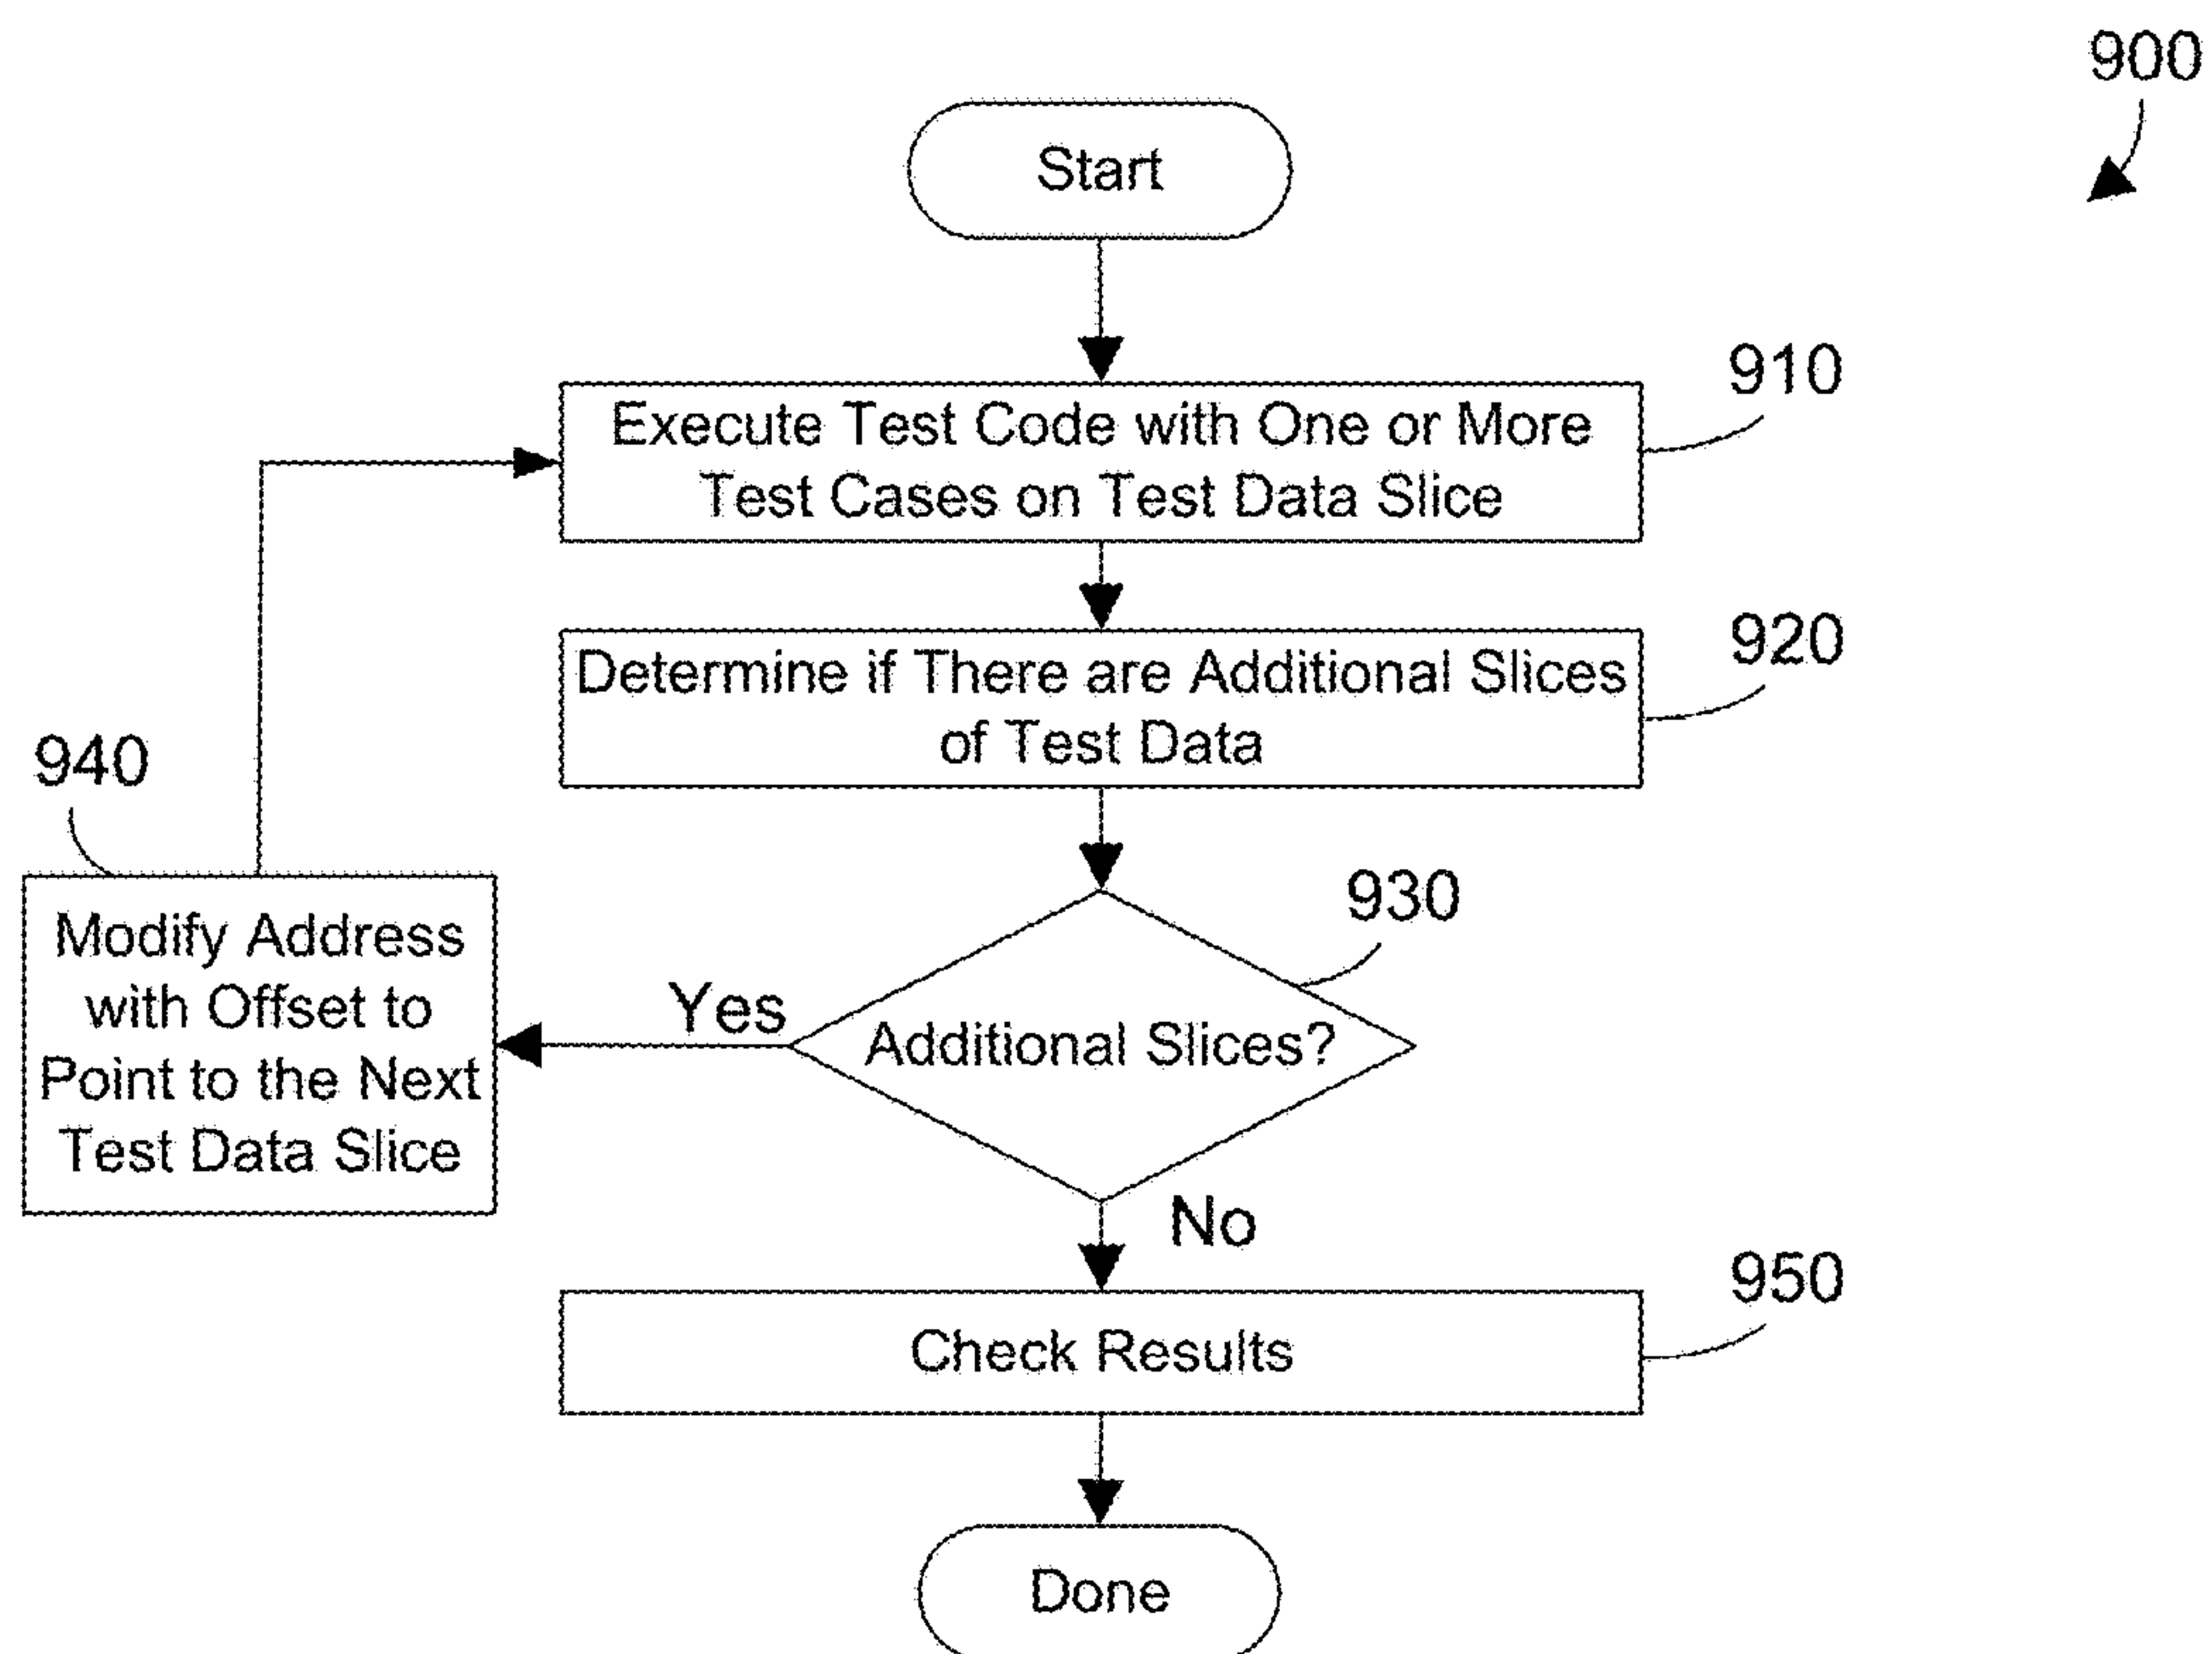 900
Start
910
Execute Test Code with One or More
Test Cases on Test Data Slice
920
Determine if There are Additional Slices
of Test Data
940
Modify Address
with Offset to
Point to the Next
Test Data Slice
930
Yes
Additional Slices?
No
950
Check Results
Done